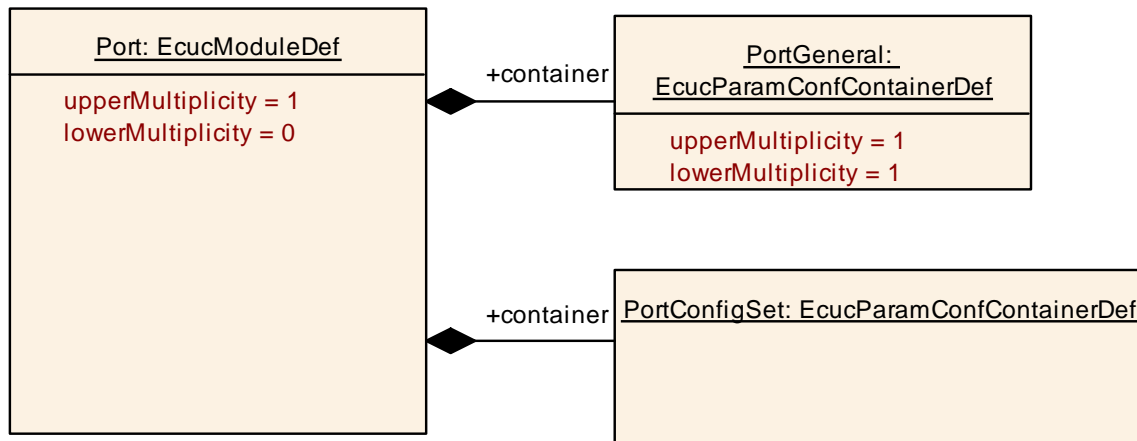 Port: EcucModuleDef
upperMultiplicity = 1
lowerMultiplicity = 0
+container
PortGeneral:
EcucParamConfContainerDef
upperMultiplicity = 1
lowerMultiplicity = 1
+container
PortConfigSet: EcucParamConfContainerDef